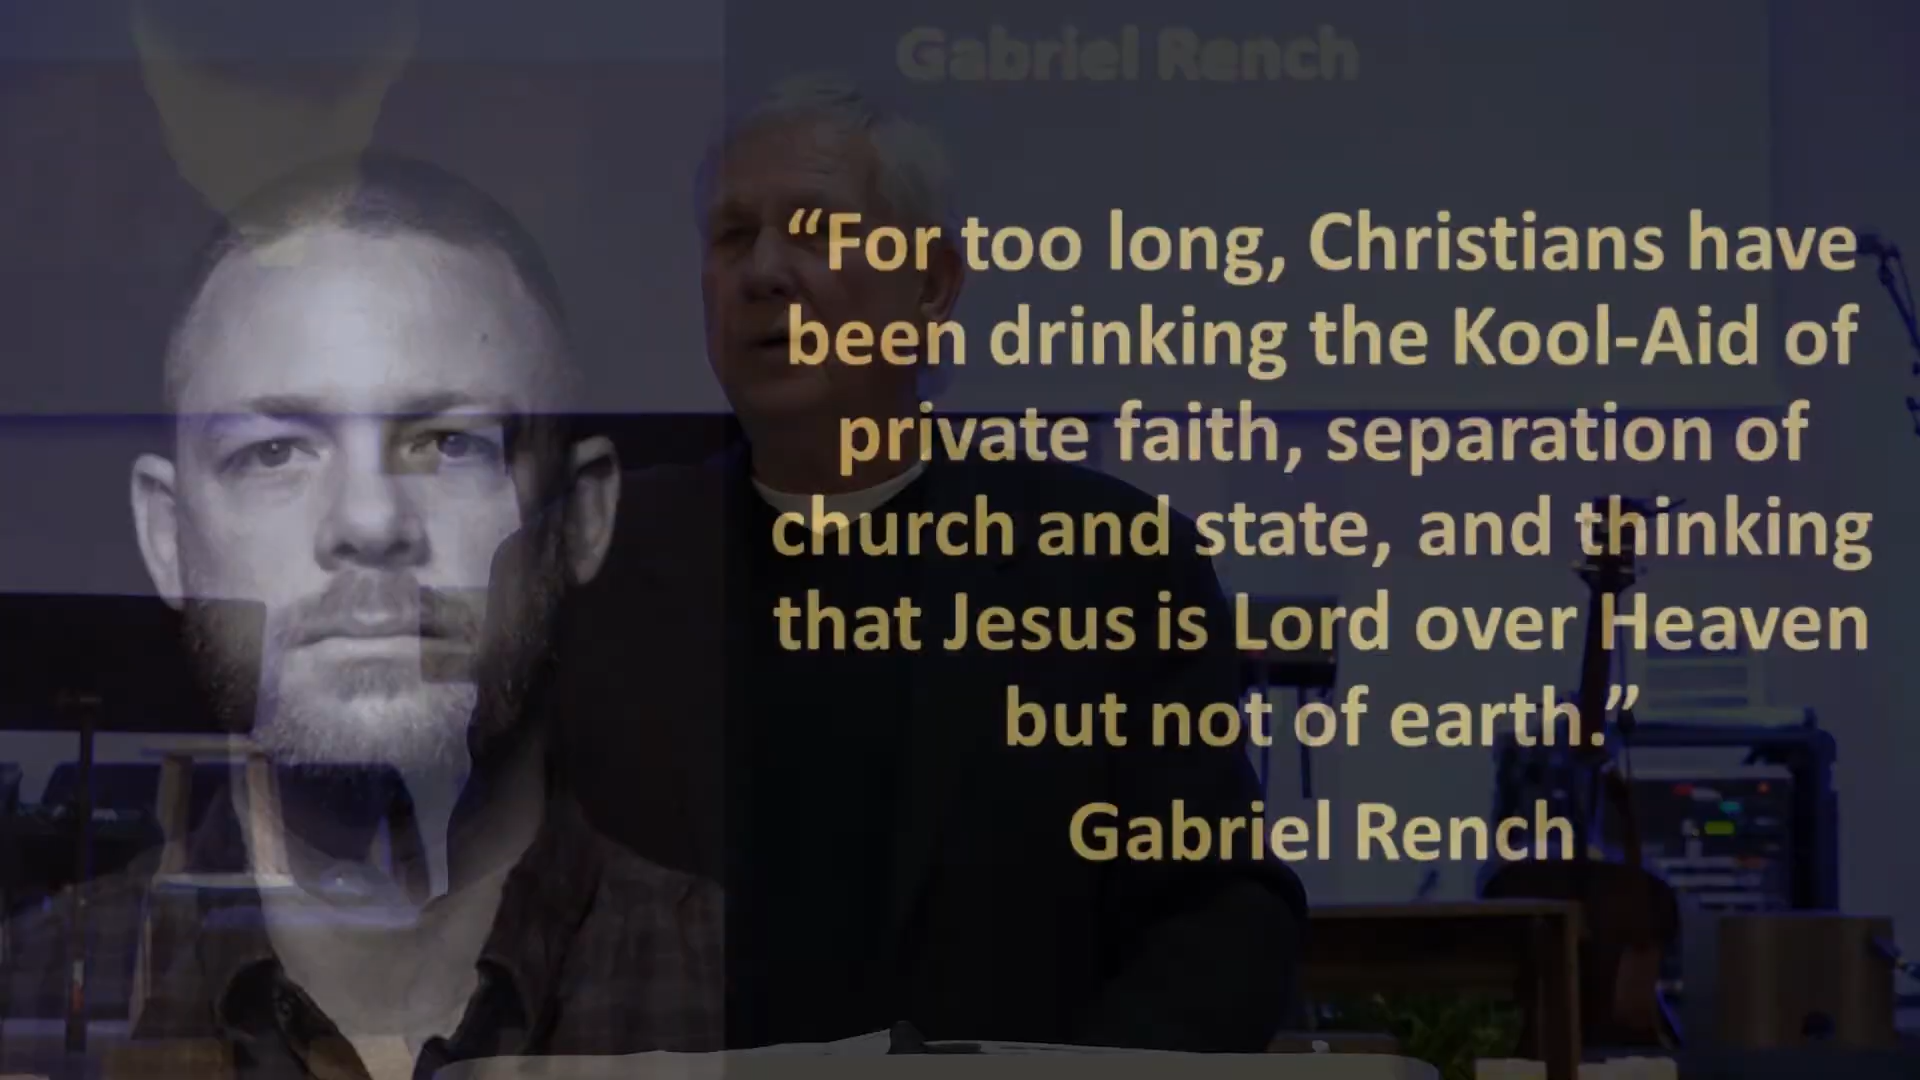 Gabriel Rench
“For too long, Christians have
been drinking the Kool-Aid of
private faith, separation of
church and state, and thinking
that Jesus is Lord over Heaven
but not of earth.”
Gabriel Rench